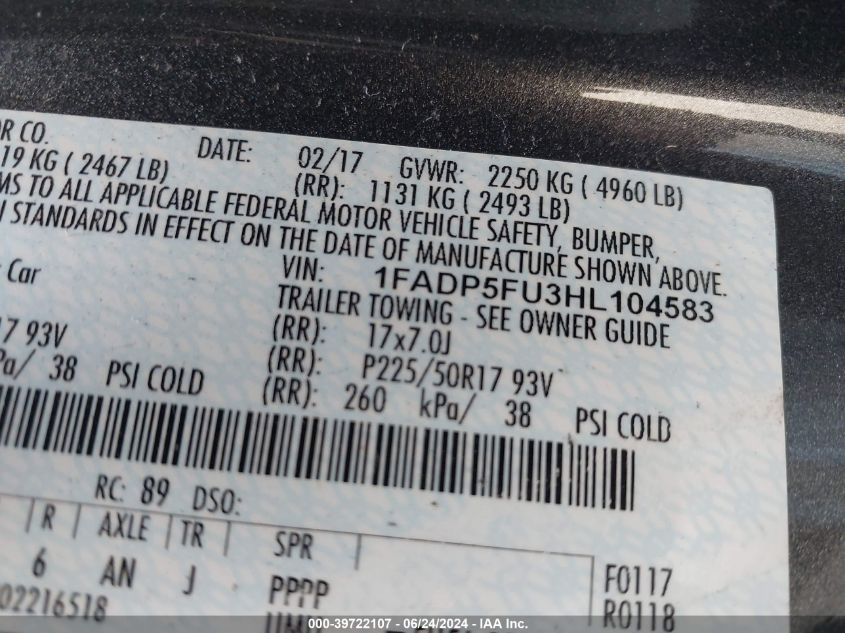 OR CO.
DATE: 02/17 GVWR: 2250 KG ( 4960 LB)
19 KG ( 2467 LB) (RR): 1131 KG ( 2493 LB)
MS TO ALL APPLICABLE FEDERAL MOTOR VEHICLE SAFETY, BUMPER,
STANDARDS IN EFFECT ON THE DATE OF MANUFACTURE SHOWN ABOVE.
Car VIN: 1FADP5FU3HL104583
TRAILER TOWING - SEE OWNER GUIDE
(RR): 17x7.0J
17 93V (RR): P225/50R17 93V
Pa/ 38 PSI COLD (RR): 260 kPa/ 38 PSI COLD
RC: 89 DSO:
R AXLE TR SPR
6 AN J PPPP F0117
02216518 R0118
000-39722107 - 06/24/2024 - IAA Inc.